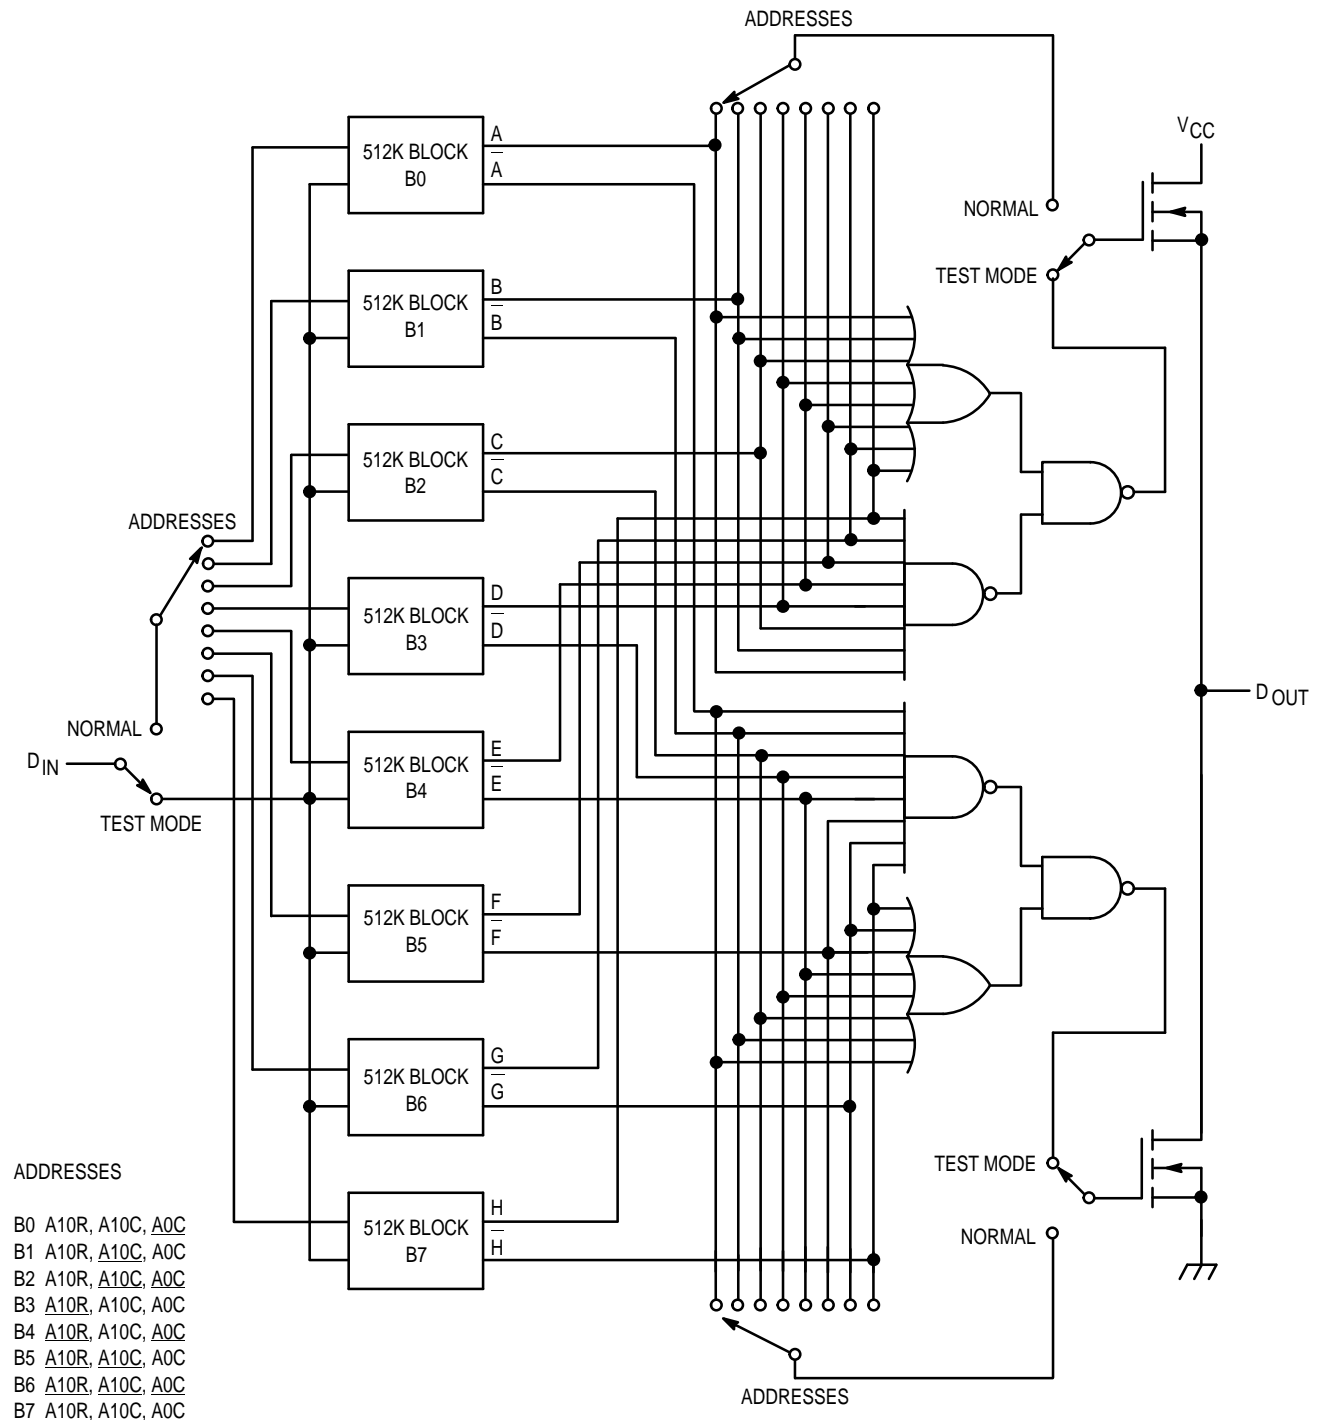 ADDRESSES
V_CC
512K BLOCK
B0
A
A̅
NORMAL
TEST MODE
512K BLOCK
B1
B
B̅
512K BLOCK
B2
C
C̅
ADDRESSES
512K BLOCK
B3
D
D̅
D_OUT
NORMAL
D_IN
TEST MODE
512K BLOCK
B4
E
E̅
512K BLOCK
B5
F
F̅
512K BLOCK
B6
G
G̅
TEST MODE
NORMAL
512K BLOCK
B7
H
H̅
ADDRESSES
ADDRESSES
B0 A10R, A10C, A0C
B1 A10R, A10C, A0C
B2 A10R, A10C, A0C
B3 A10R, A10C, A0C
B4 A10R, A10C, A0C
B5 A10R, A10C, A0C
B6 A10R, A10C, A0C
B7 A10R, A10C, A0C